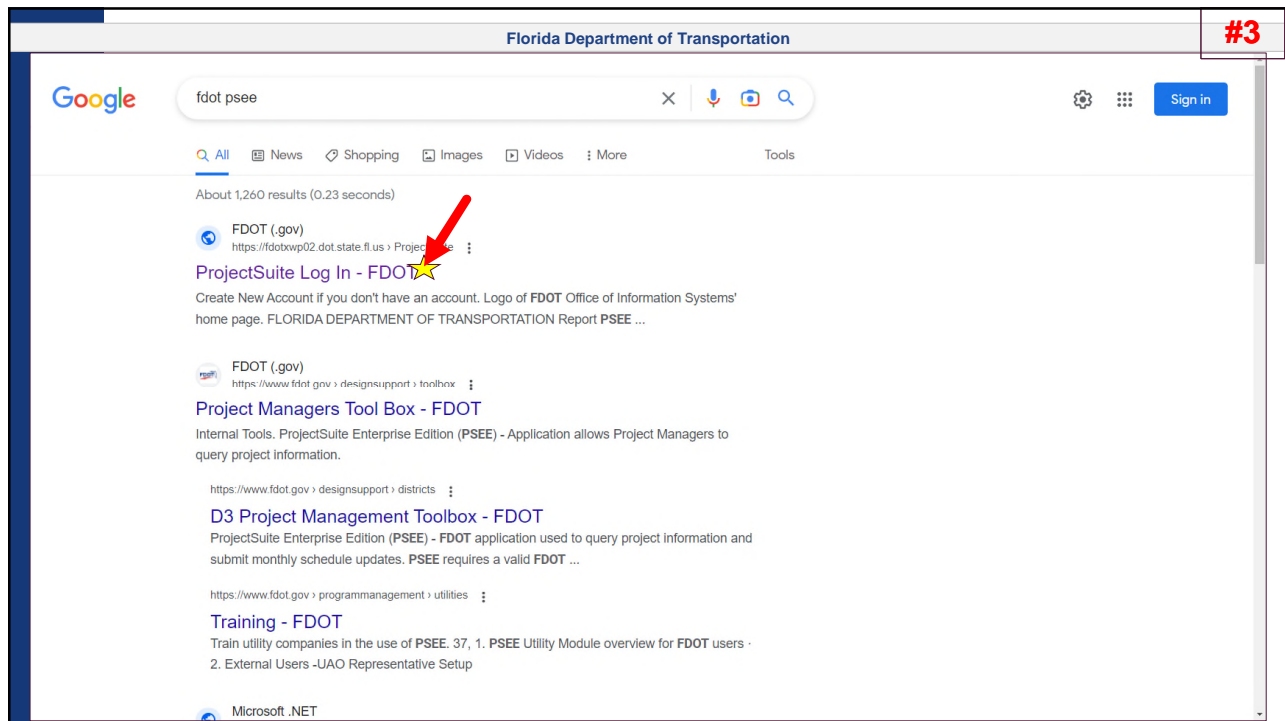 #3
Florida Department of Transportation
Google
fdot psee
Sign in
All News Shopping Images Videos More Tools
About 1,260 results (0.23 seconds)
FDOT (.gov)
https://fdotxwp02.dot.state.fl.us ›
ProjectSuite Log In - FDOT
Create New Account if you don't have an account. Logo of FDOT Office of Information Systems'
home page. FLORIDA DEPARTMENT OF TRANSPORTATION Report PSEE ...
FDOT (.gov)
https://www.fdot.gov › designsupport › toolbox
Project Managers Tool Box - FDOT
Internal Tools. ProjectSuite Enterprise Edition (PSEE) - Application allows Project Managers to
query project information.
https://www.fdot.gov › designsupport › districts
D3 Project Management Toolbox - FDOT
ProjectSuite Enterprise Edition (PSEE) - FDOT application used to query project information and
submit monthly schedule updates. PSEE requires a valid FDOT ...
https://www.fdot.gov › programmanagement › utilities
Training - FDOT
Train utility companies in the use of PSEE. 37, 1. PSEE Utility Module overview for FDOT users ·
2. External Users -UAO Representative Setup
Microsoft .NET